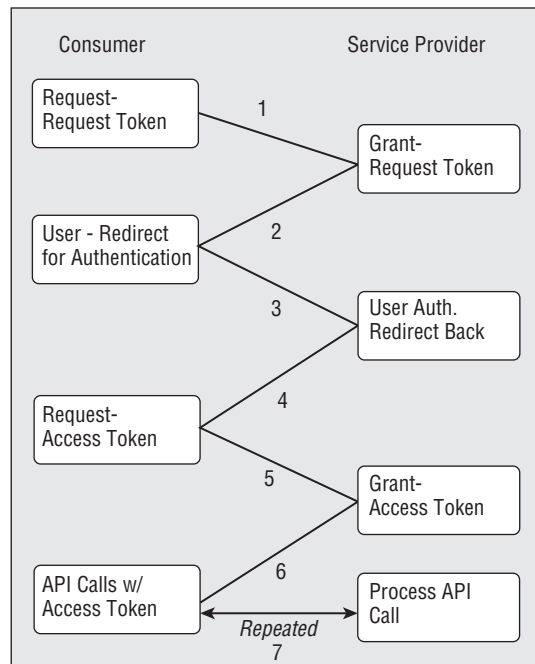 Consumer
Service Provider
Request-
Request Token
1
Grant-
Request Token
2
User - Redirect
for Authentication
3
User Auth.
Redirect Back
4
Request-
Access Token
5
Grant-
Access Token
6
API Calls w/
Access Token
Process API
Call
Repeated
7